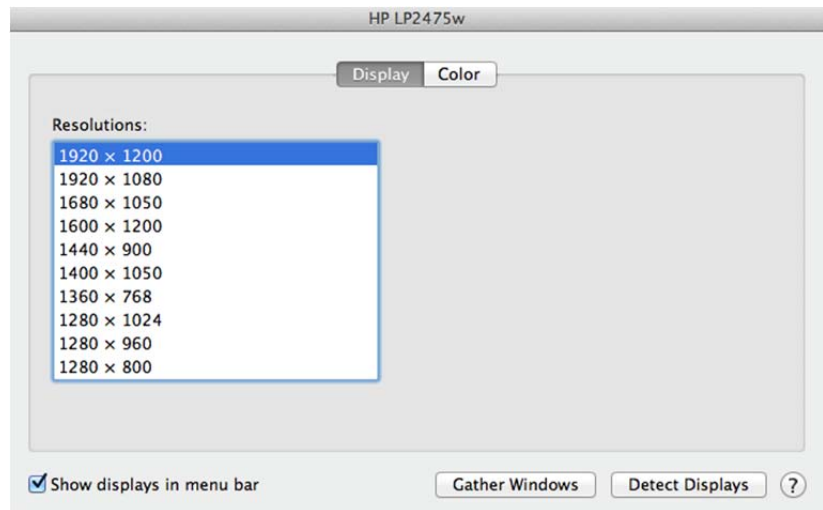 HP LP2475w
Display Color
Resolutions:
1920 × 1200
1920 × 1080
1680 × 1050
1600 × 1200
1440 × 900
1400 × 1050
1360 × 768
1280 × 1024
1280 × 960
1280 × 800
Show displays in menu bar Gather Windows Detect Displays ?